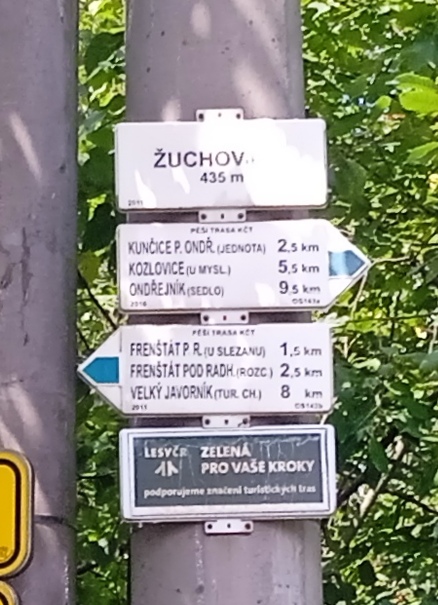 ŽUCHOV
435 m
2011
PĚŠÍ TRASA KČT
KUNČICE P. ONDŘ. (JEDNOTA) 2,5 km
KOZLOVICE (U MYSL.) 5,5 km
ONDŘEJNÍK (SEDLO) 9,5 km
PĚŠÍ TRASA KČT
FRENŠTÁT P. R. (U SLEZANU) 1,5 km
FRENŠTÁT POD RADH. (ROZC.) 2,5 km
VELKÝ JAVORNÍK (TUR. CH.) 8 km
2011
LESY ČR ZELENÁ
PRO VAŠE KROKY
podporujeme značení turistických tras